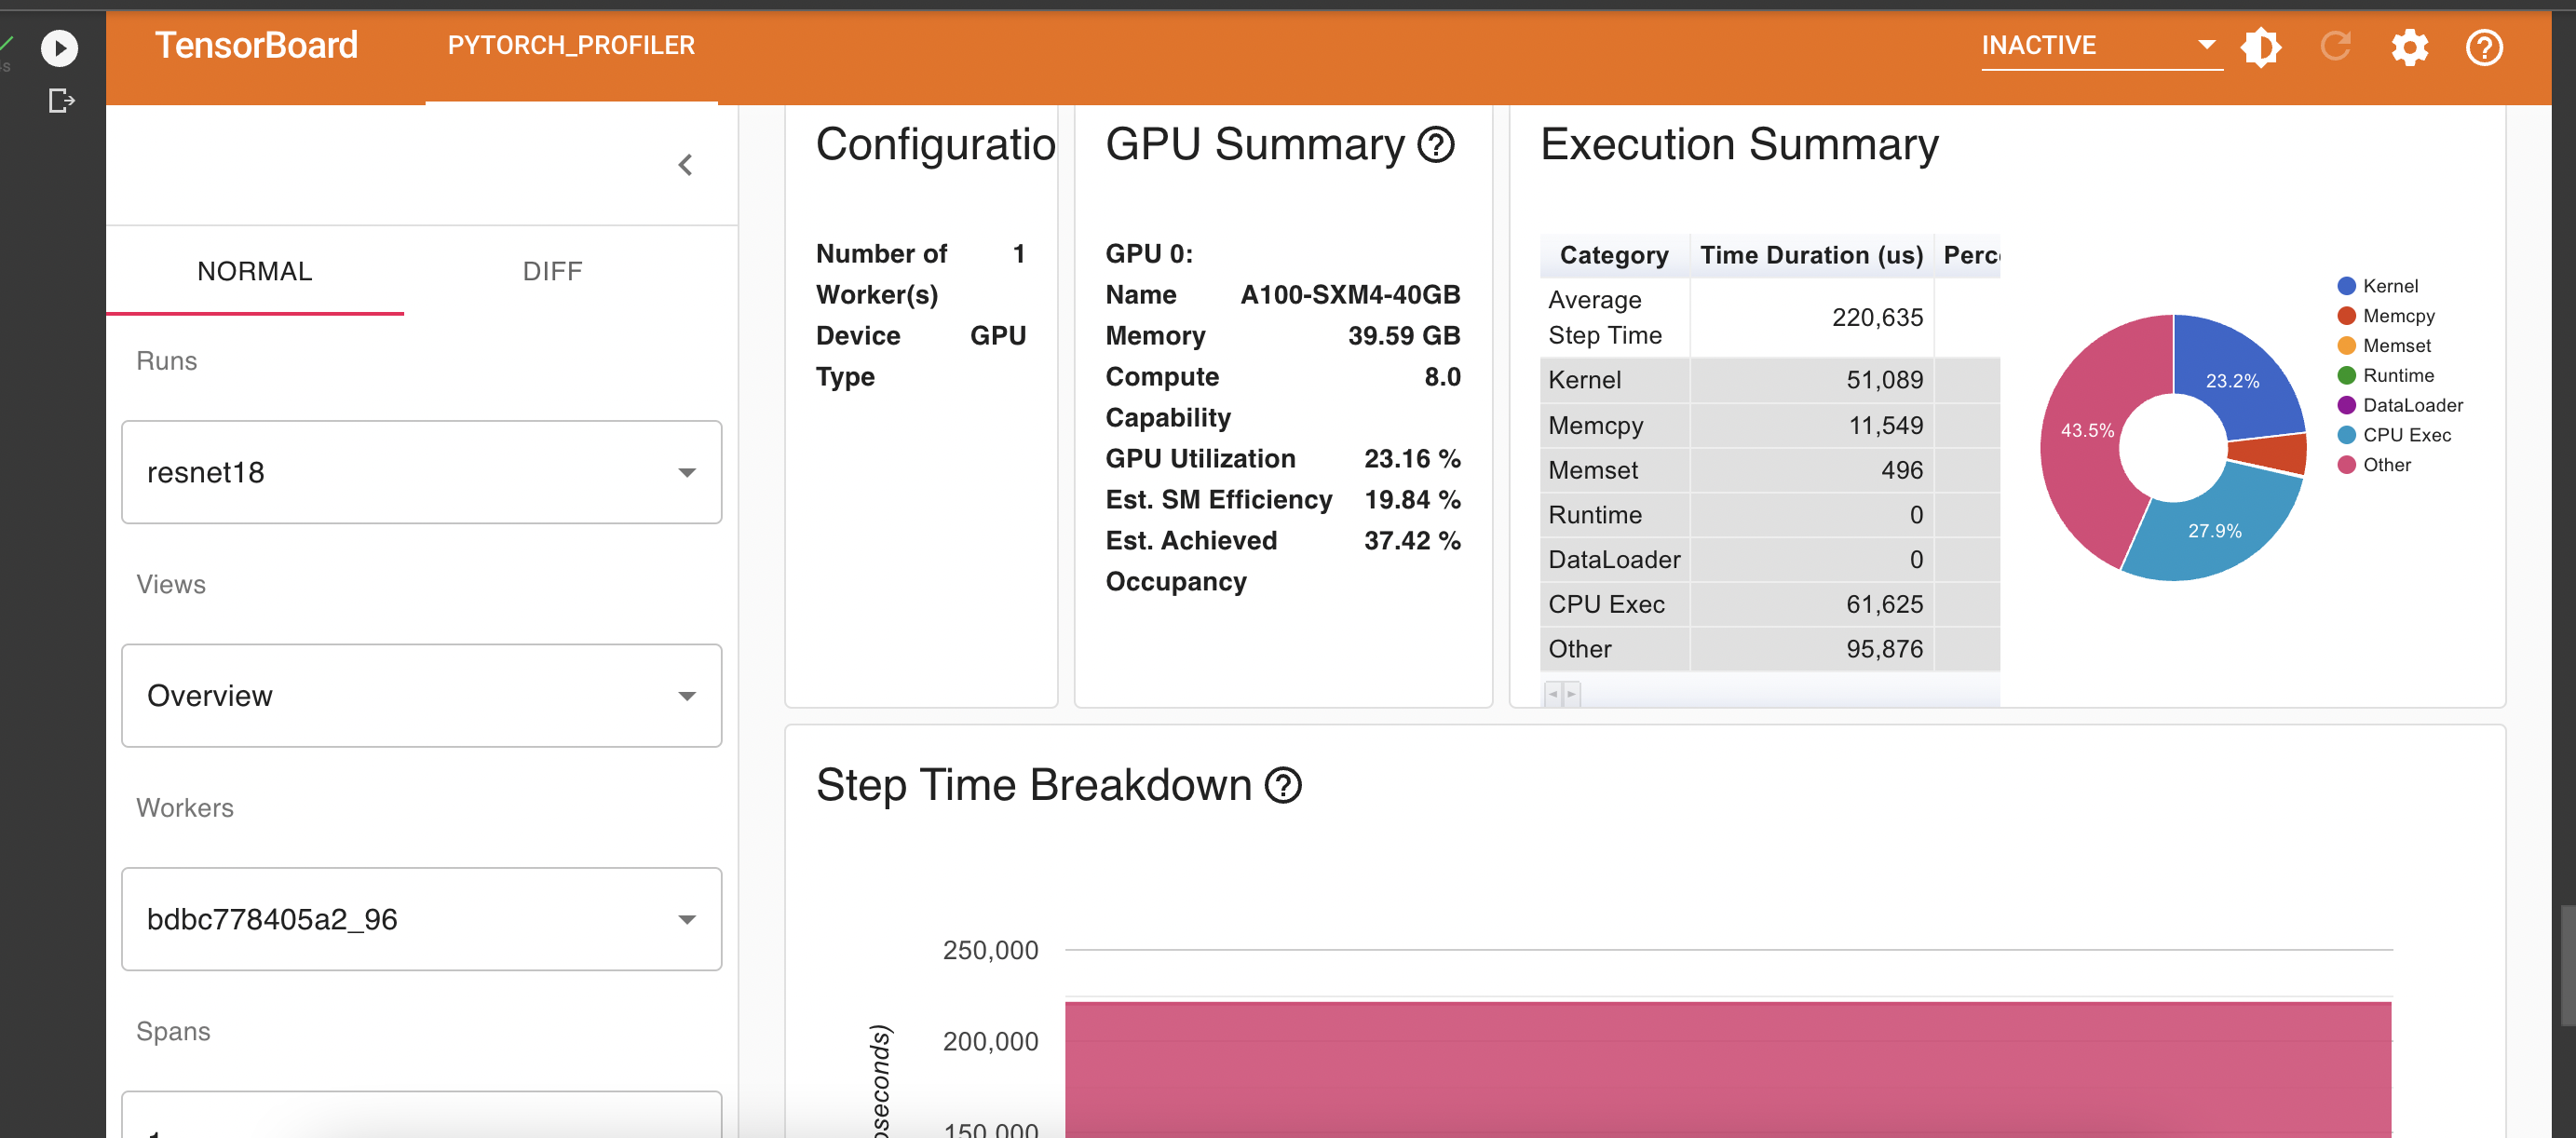 TensorBoard
PYTORCH_PROFILER
INACTIVE
NORMAL
DIFF
Runs
resnet18
Views
Overview
Workers
bdbc778405a2_96
Spans
Configuratio
Number of 1
Worker(s)
Device GPU
Type
GPU Summary
GPU 0:
Name A100-SXM4-40GB
Memory 39.59 GB
Compute 8.0
Capability
GPU Utilization 23.16 %
Est. SM Efficiency 19.84 %
Est. Achieved 37.42 %
Occupancy
Execution Summary
Category Time Duration (us) Perc
Average
Step Time 220,635
Kernel 51,089
Memcpy 11,549
Memset 496
Runtime 0
DataLoader 0
CPU Exec 61,625
Other 95,876
23.2%
43.5%
27.9%
Kernel
Memcpy
Memset
Runtime
DataLoader
CPU Exec
Other
Step Time Breakdown
250,000
200,000
150,000
oseconds)